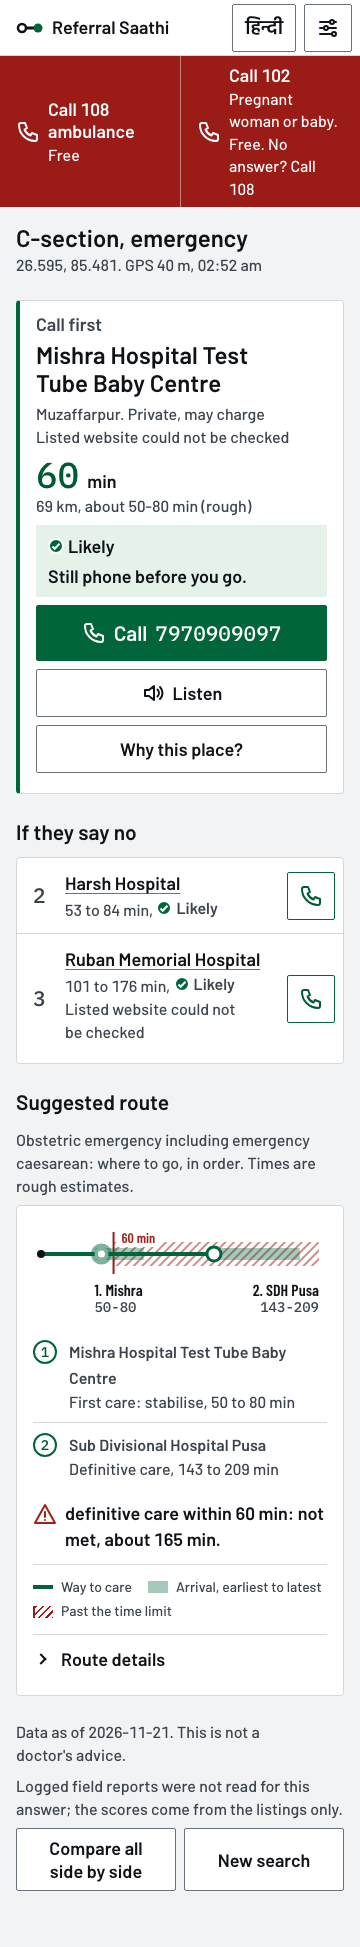 Referral Saathi
हिन्दी
Call 108
ambulance
Free
Call 102
Pregnant
woman or baby.
Free. No
answer? Call
108
C-section, emergency
26.595, 85.481. GPS 40 m, 02:52 am
Call first
Mishra Hospital Test
Tube Baby Centre
Muzaffarpur. Private, may charge
Listed website could not be checked
60 min
69 km, about 50-80 min (rough)
Likely
Still phone before you go.
Call 7970909097
Listen
Why this place?
If they say no
2
Harsh Hospital
53 to 84 min, Likely
3
Ruban Memorial Hospital
101 to 176 min, Likely
Listed website could not
be checked
Suggested route
Obstetric emergency including emergency
caesarean: where to go, in order. Times are
rough estimates.
60 min
1. Mishra
50-80
2. SDH Pusa
143-209
1
Mishra Hospital Test Tube Baby
Centre
First care: stabilise, 50 to 80 min
2
Sub Divisional Hospital Pusa
Definitive care, 143 to 209 min
definitive care within 60 min: not
met, about 165 min.
Way to care
Arrival, earliest to latest
Past the time limit
Route details
Data as of 2026-11-21. This is not a
doctor's advice.
Logged field reports were not read for this
answer; the scores come from the listings only.
Compare all
side by side
New search